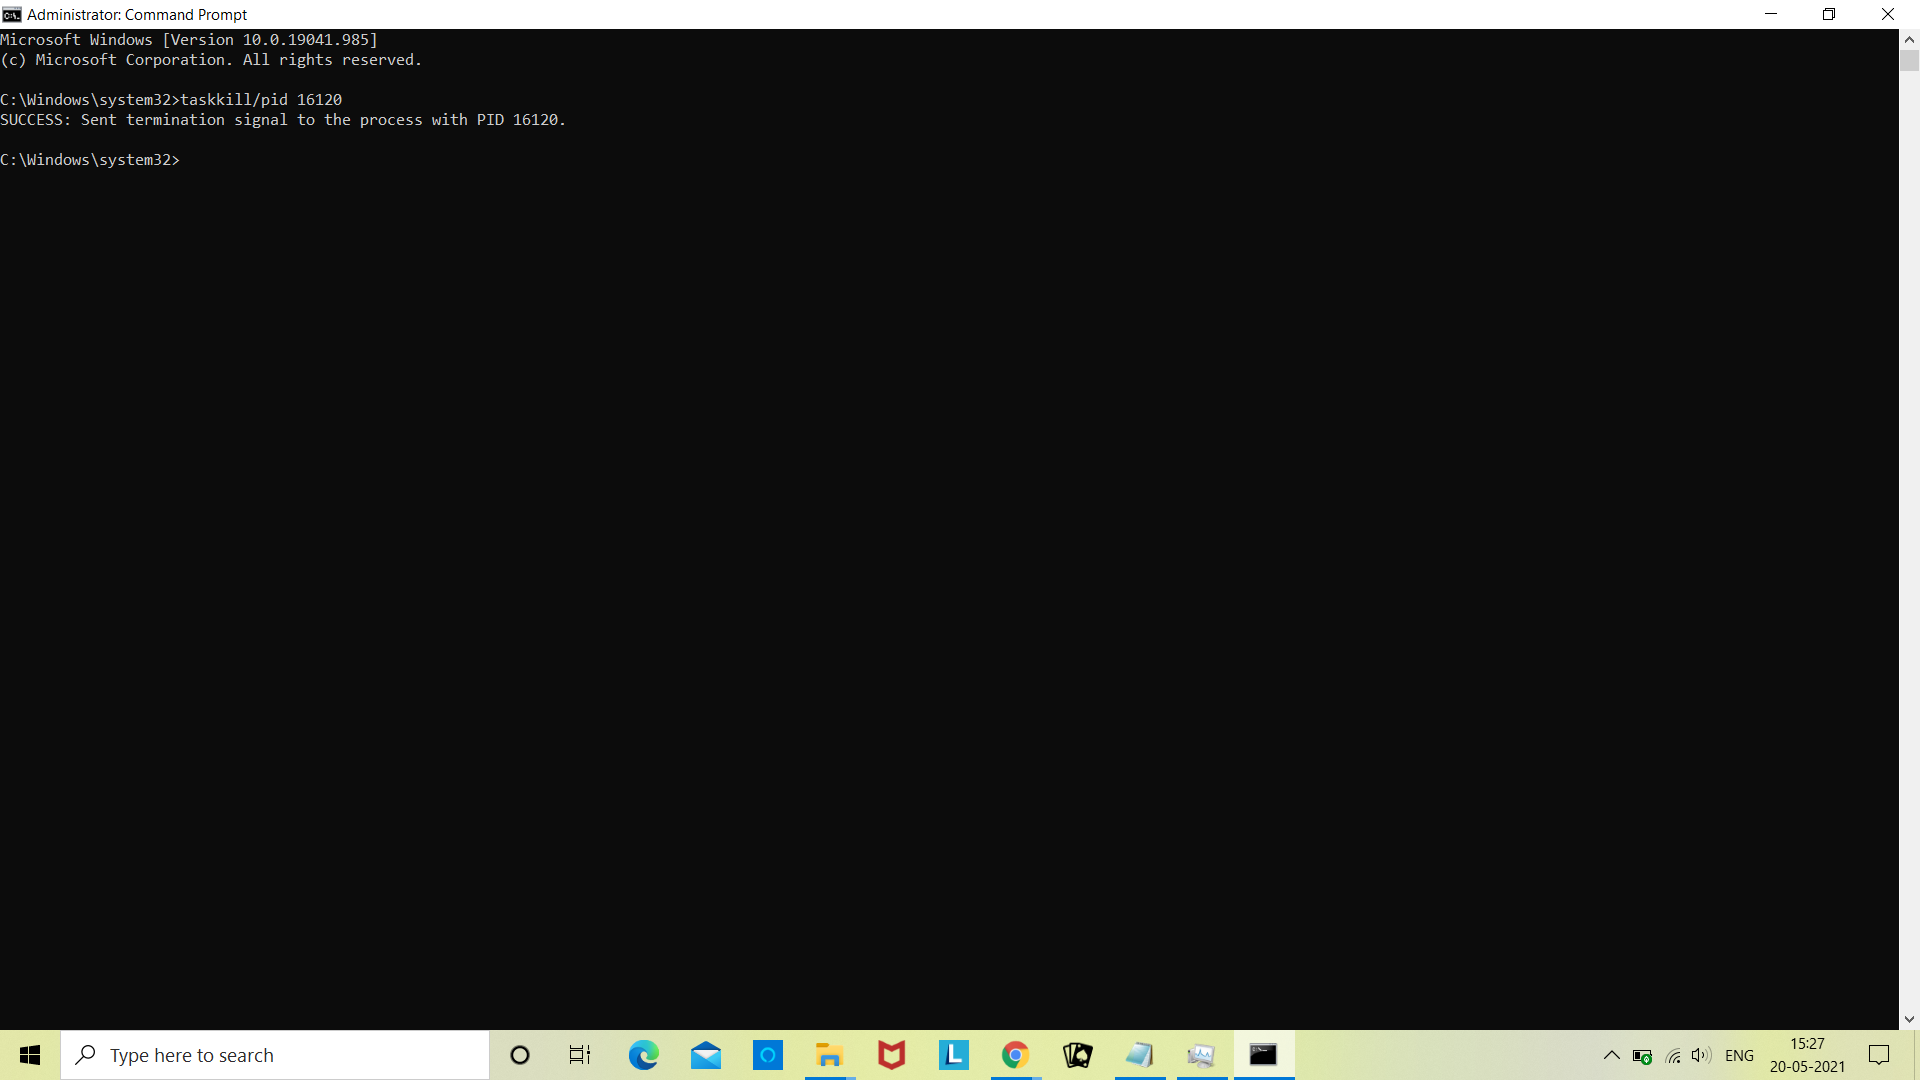 Administrator: Command Prompt
Microsoft Windows [Version 10.0.19041.985]
(c) Microsoft Corporation. All rights reserved.
C:\Windows\system32>taskkill/pid 16120
SUCCESS: Sent termination signal to the process with PID 16120.
C:\Windows\system32>
Type here to search
L
ENG
15:27
20-05-2021